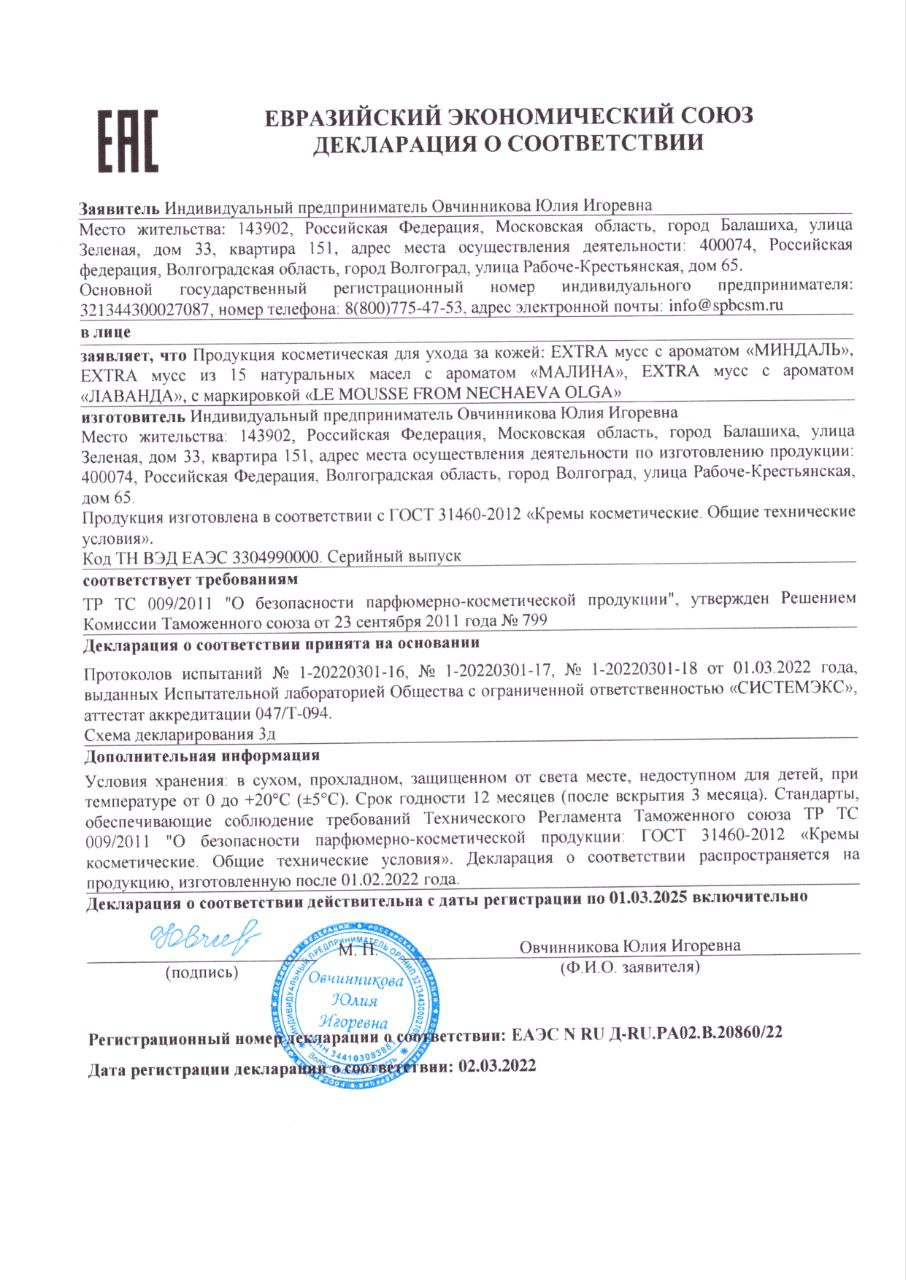 ЕАС
ЕВРАЗИЙСКИЙ ЭКОНОМИЧЕСКИЙ СОЮЗ
ДЕКЛАРАЦИЯ О СООТВЕТСТВИИ
Заявитель Индивидуальный предприниматель Овчинникова Юлия Игоревна
Место жительства: 143902, Российская Федерация, Московская область, город Балашиха, улица
Зеленая, дом 33, квартира 151, адрес места осуществления деятельности: 400074, Российская
федерация, Волгоградская область, город Волгоград, улица Рабоче-Крестьянская, дом 65.
Основной государственный регистрационный номер индивидуального предпринимателя:
321344300027087, номер телефона: 8(800)775-47-53, адрес электронной почты: info@spbcsm.ru
в лице
заявляет, что Продукция косметическая для ухода за кожей: EXTRA мусс с ароматом «МИНДАЛЬ»,
EXTRA мусс из 15 натуральных масел с ароматом «МАЛИНА», EXTRA мусс с ароматом
«ЛАВАНДА», с маркировкой «LE MOUSSE FROM NECHAEVA OLGA»
изготовитель Индивидуальный предприниматель Овчинникова Юлия Игоревна
Место жительства: 143902, Российская Федерация, Московская область, город Балашиха, улица
Зеленая, дом 33, квартира 151, адрес места осуществления деятельности по изготовлению продукции:
400074, Российская Федерация, Волгоградская область, город Волгоград, улица Рабоче-Крестьянская,
дом 65.
Продукция изготовлена в соответствии с ГОСТ 31460-2012 «Кремы косметические. Общие технические
условия».
Код ТН ВЭД ЕАЭС 3304990000. Серийный выпуск
соответствует требованиям
ТР ТС 009/2011 "О безопасности парфюмерно-косметической продукции", утвержден Решением
Комиссии Таможенного союза от 23 сентября 2011 года № 799
Декларация о соответствии принята на основании
Протоколов испытаний № 1-20220301-16, № 1-20220301-17, № 1-20220301-18 от 01.03.2022 года,
выданных Испытательной лабораторией Общества с ограниченной ответственностью «СИСТЕМЭКС»,
аттестат аккредитации 047/Т-094.
Схема декларирования 3д
Дополнительная информация
Условия хранения: в сухом, прохладном, защищенном от света месте, недоступном для детей, при
температуре от 0 до +20°С (±5°С). Срок годности 12 месяцев (после вскрытия 3 месяца). Стандарты,
обеспечивающие соблюдение требований Технического Регламента Таможенного союза ТР ТС
009/2011 "О безопасности парфюмерно-косметической продукции: ГОСТ 31460-2012 «Кремы
косметические. Общие технические условия». Декларация о соответствии распространяется на
продукцию, изготовленную после 01.02.2022 года.
Декларация о соответствии действительна с даты регистрации по 01.03.2025 включительно
М. П.
Овчинникова Юлия Игоревна
(подпись)
(Ф.И.О. заявителя)
ИНДИВИДУАЛЬНЫЙ ПРЕДПРИНИМАТЕЛЬ
Овчинникова
Юлия
Игоревна
Регистрационный номер декларации о соответствии: ЕАЭС N RU Д-RU.РА02.В.20860/22
Дата регистрации декларации о соответствии: 02.03.2022